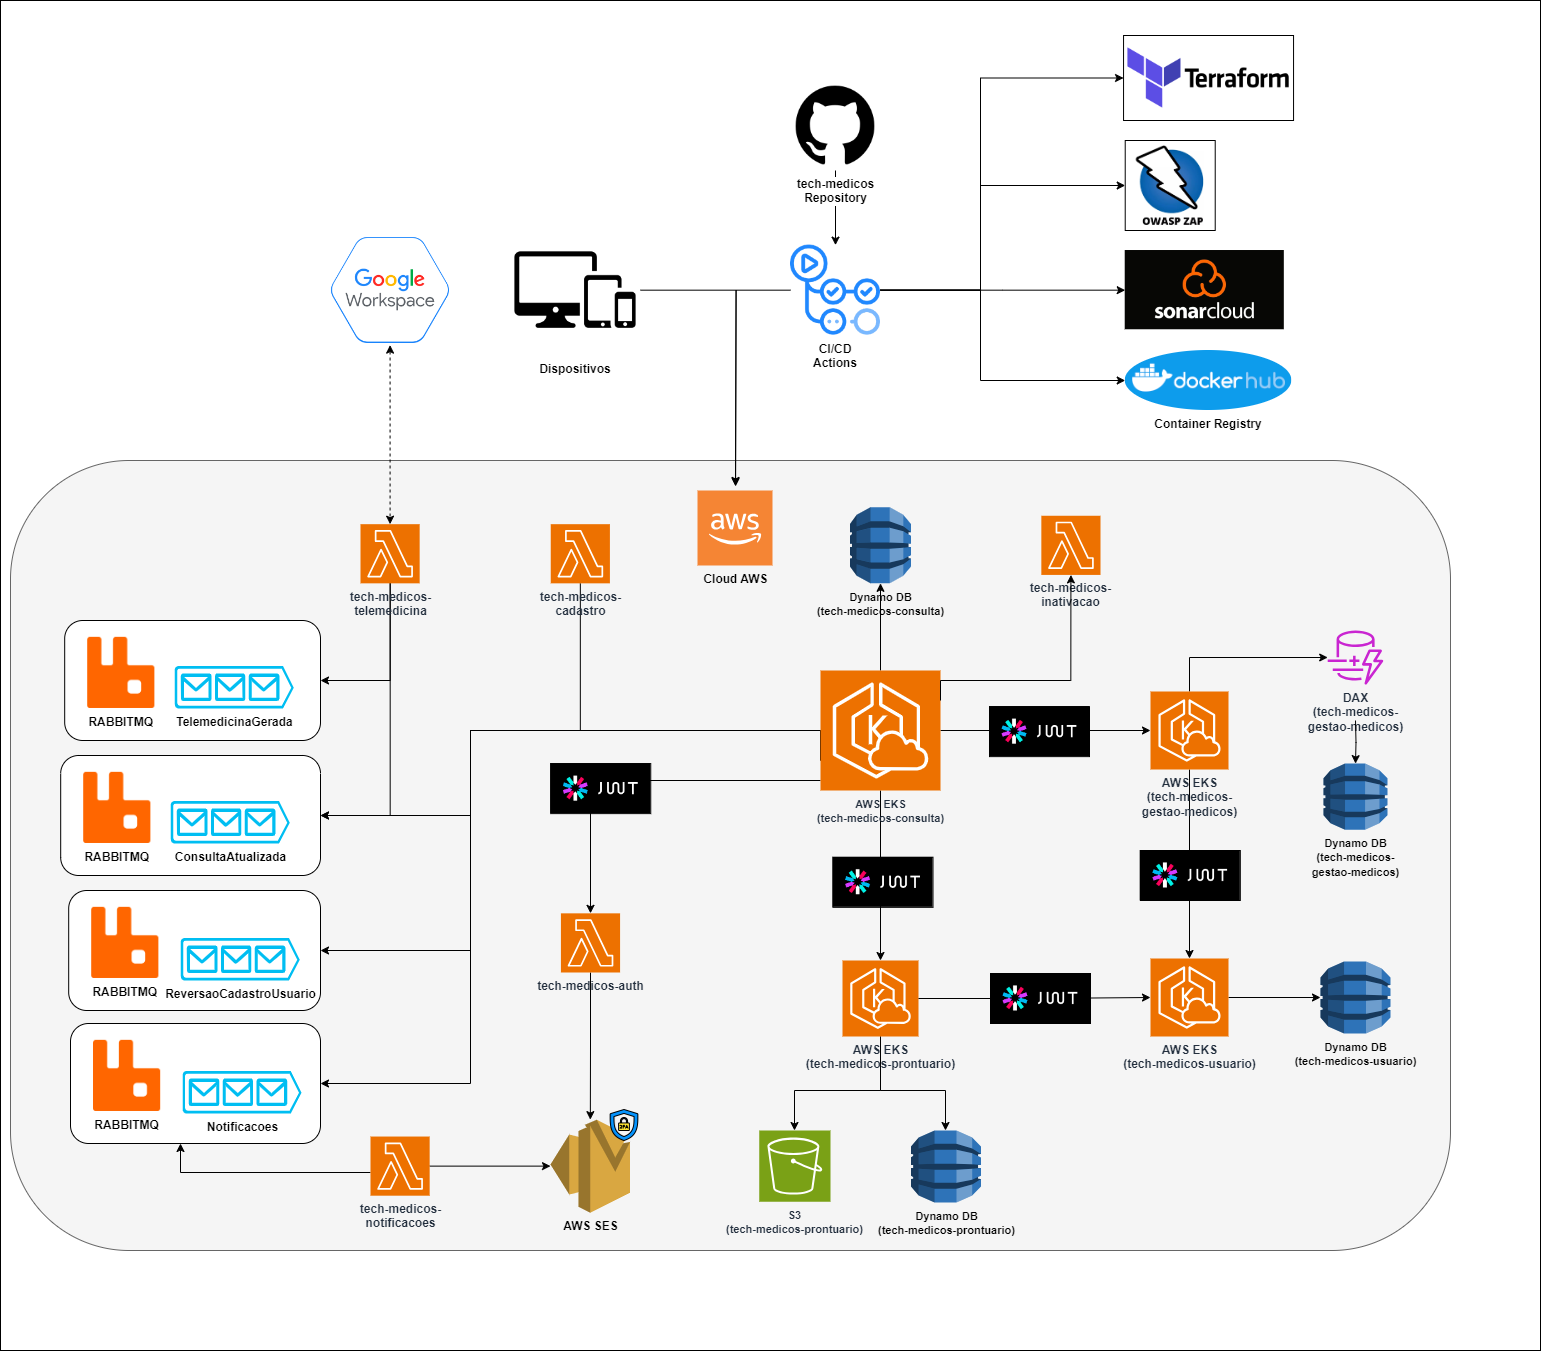 Terraform
tech-medicos
Repository
OWASP ZAP
Google
Workspace
sonarcloud
Dispositivos
CI/CD
Actions
dockerhub
Container Registry
aws
Cloud AWS
tech-medicos-
telemedicina
tech-medicos-
cadastro
Dynamo DB
(tech-medicos-consulta)
tech-medicos-
inativacao
RABBITMQ
TelemedicinaGerada
DAX
(tech-medicos-
gestao-medicos)
K
JWT
K
JWT
AWS EKS
(tech-medicos-consulta)
AWS EKS
(tech-medicos-
gestao-medicos)
RABBITMQ
ConsultaAtualizada
Dynamo DB
(tech-medicos-
gestao-medicos)
JWT
JWT
RABBITMQ
ReversaoCadastroUsuario
tech-medicos-auth
K
JWT
K
AWS EKS
(tech-medicos-prontuario)
AWS EKS
(tech-medicos-usuario)
Dynamo DB
(tech-medicos-usuario)
RABBITMQ
Notificacoes
2FA
tech-medicos-
notificacoes
AWS SES
S3
(tech-medicos-prontuario)
Dynamo DB
(tech-medicos-prontuario)